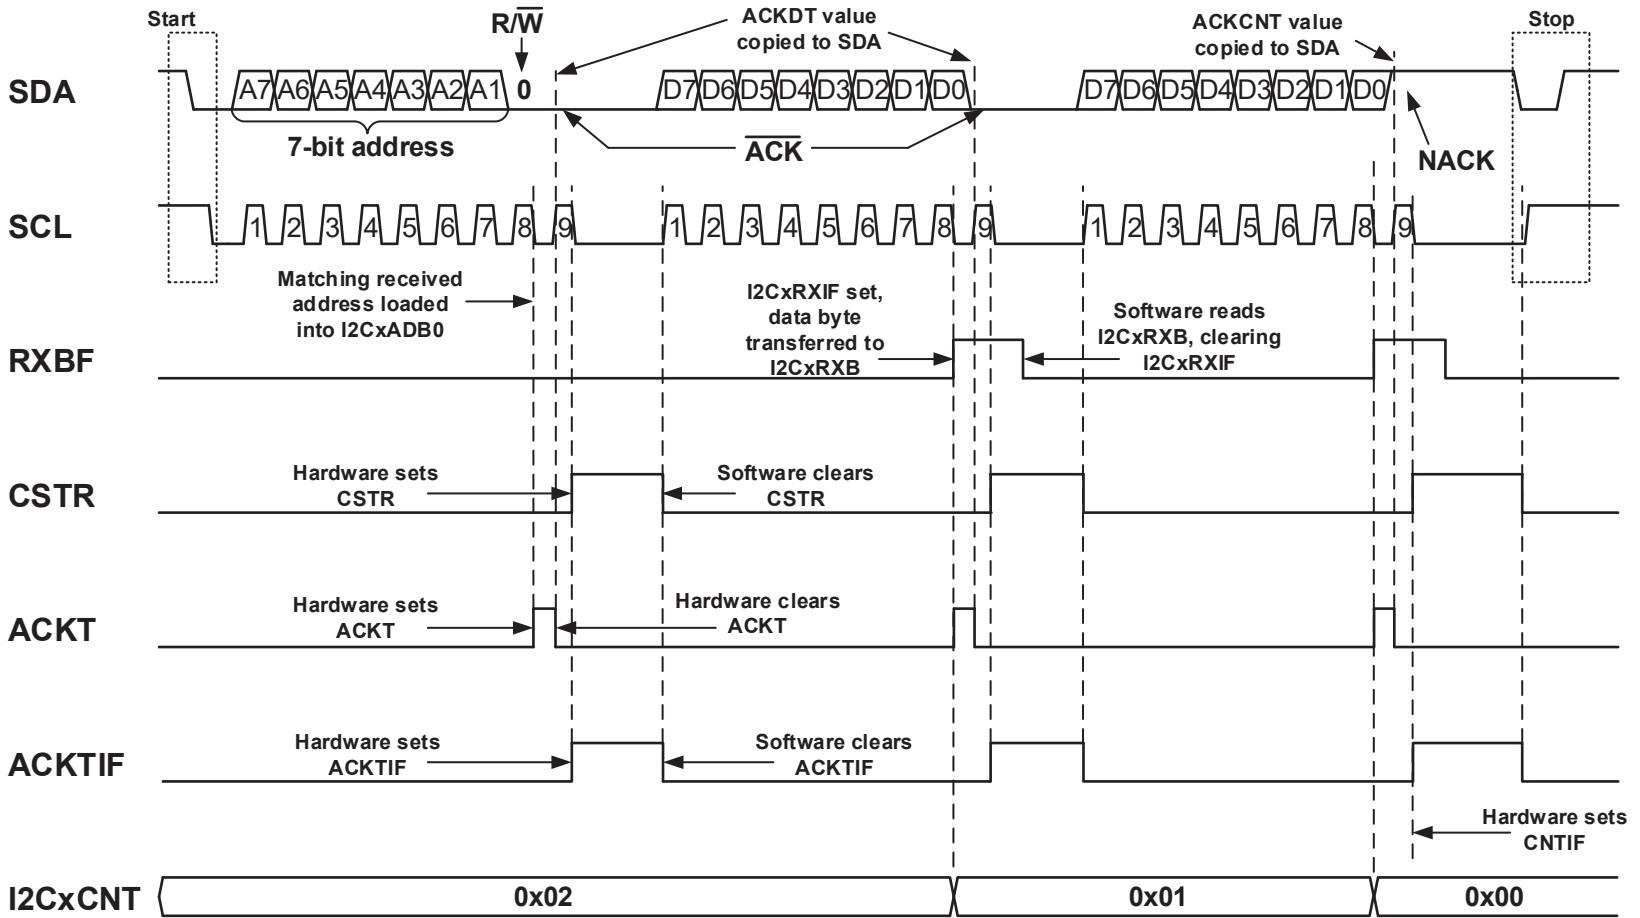 Start
R/W̅
ACKDT value
copied to SDA
ACKCNT value
copied to SDA
Stop
SDA
A7 A6 A5 A4 A3 A2 A1 0
D7 D6 D5 D4 D3 D2 D1 D0
D7 D6 D5 D4 D3 D2 D1 D0
7-bit address
A̅C̅K̅
NACK
SCL
1 2 3 4 5 6 7 8 9
1 2 3 4 5 6 7 8 9
1 2 3 4 5 6 7 8 9
Matching received
address loaded
into I2CxADB0
I2CxRXIF set,
data byte
transferred to
I2CxRXB
Software reads
I2CxRXB, clearing
I2CxRXIF
RXBF
CSTR
Hardware sets
CSTR
Software clears
CSTR
ACKT
Hardware sets
ACKT
Hardware clears
ACKT
ACKTIF
Hardware sets
ACKTIF
Software clears
ACKTIF
Hardware sets
CNTIF
I2CxCNT
0x02
0x01
0x00